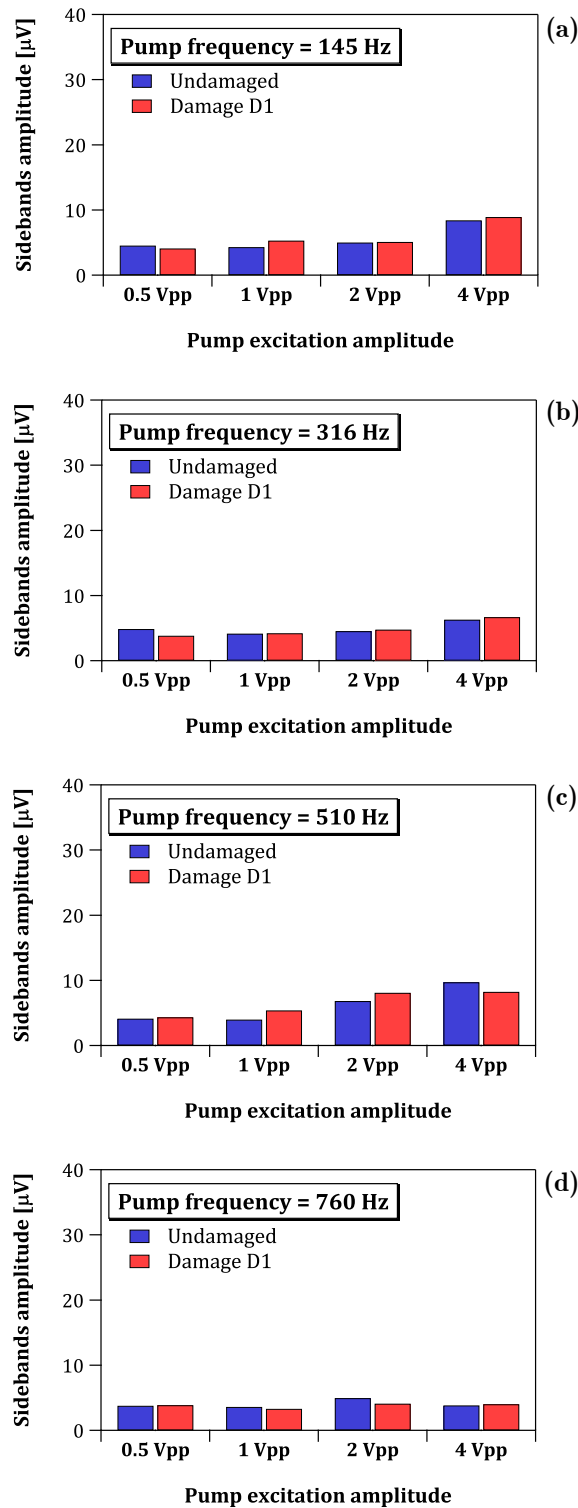 (a)
Pump frequency = 145 Hz
Undamaged
Damage D1
Sidebands amplitude [μV]
40
30
20
10
0
0.5 Vpp 1 Vpp 2 Vpp 4 Vpp
Pump excitation amplitude
(b)
Pump frequency = 316 Hz
Undamaged
Damage D1
Sidebands amplitude [μV]
40
30
20
10
0
0.5 Vpp 1 Vpp 2 Vpp 4 Vpp
Pump excitation amplitude
(c)
Pump frequency = 510 Hz
Undamaged
Damage D1
Sidebands amplitude [μV]
40
30
20
10
0
0.5 Vpp 1 Vpp 2 Vpp 4 Vpp
Pump excitation amplitude
(d)
Pump frequency = 760 Hz
Undamaged
Damage D1
Sidebands amplitude [μV]
40
30
20
10
0
0.5 Vpp 1 Vpp 2 Vpp 4 Vpp
Pump excitation amplitude